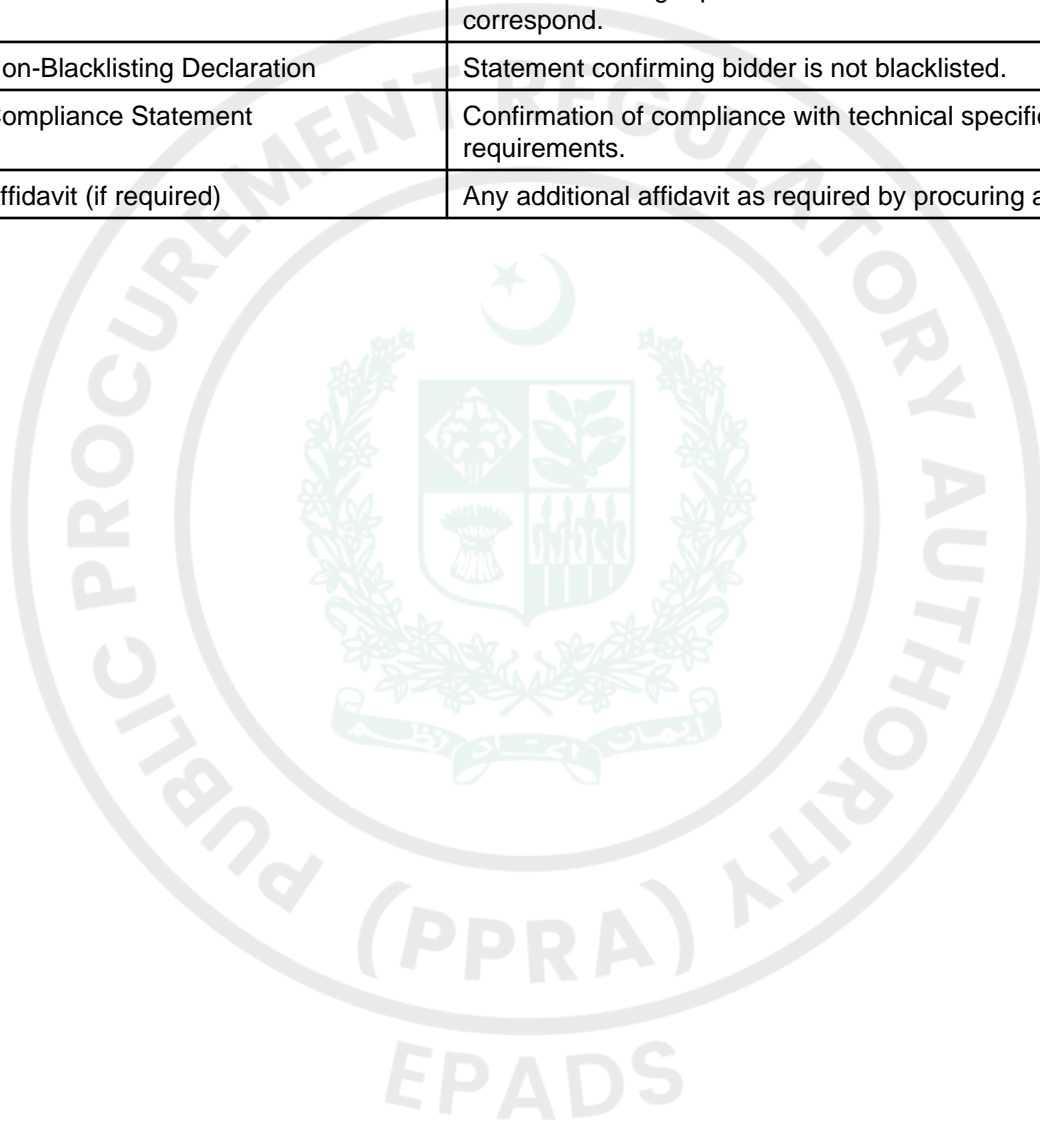 correspond.
on-Blacklisting Declaration
Statement confirming bidder is not blacklisted.
ompliance Statement
Confirmation of compliance with technical specifi
requirements.
ffidavit (if required)
Any additional affidavit as required by procuring a
PUBLIC PROCUREMENT REGULATORY AUTHORITY
(PPRA)
EPADS